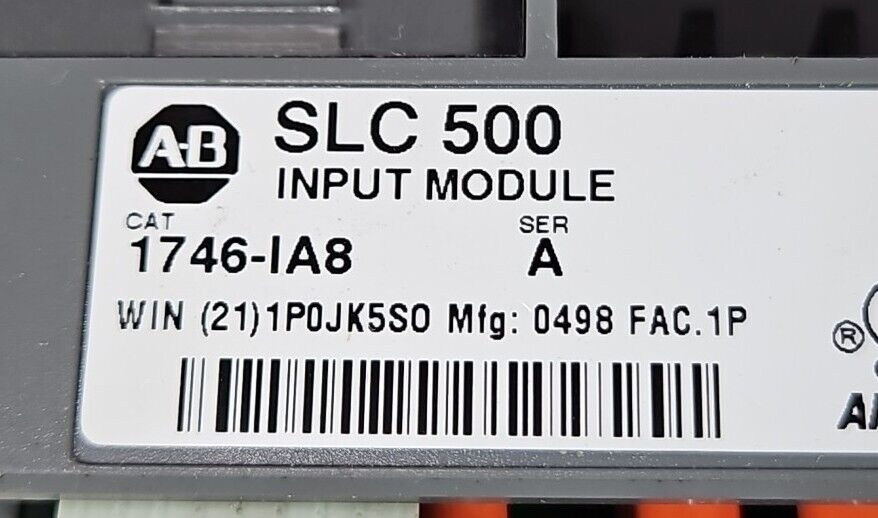 A-B SLC 500
INPUT MODULE
CAT SER
1746-IA8 A
WIN (21)1P0JK5S0 Mfg: 0498 FAC.1P
®